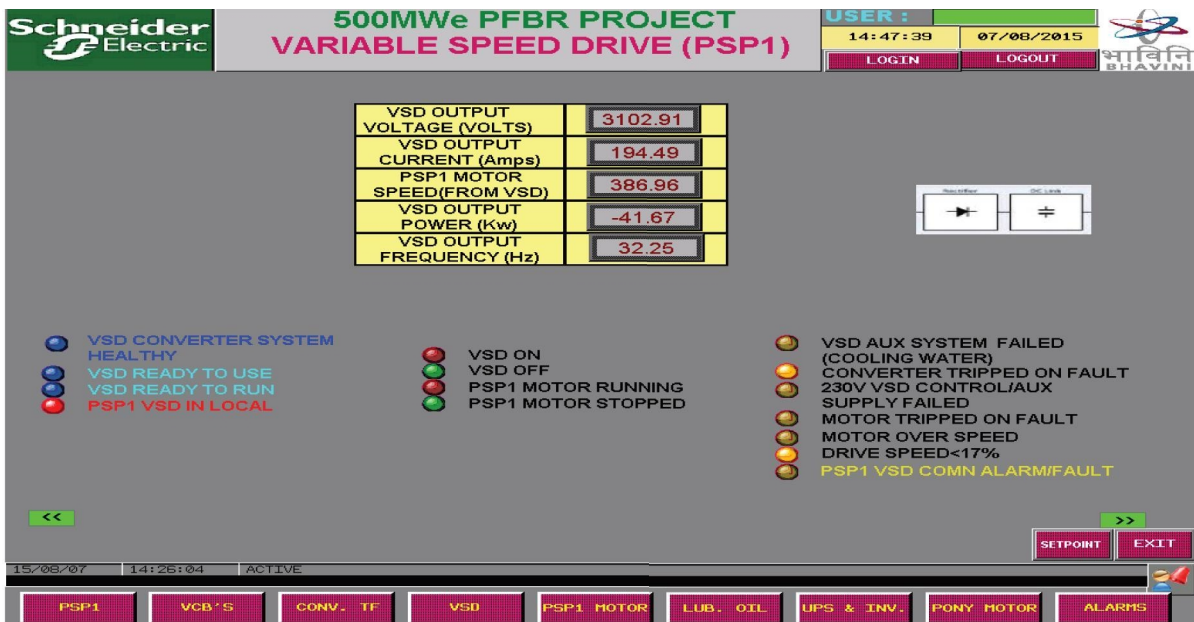 Schneider
Electric
500MWe PFBR PROJECT
VARIABLE SPEED DRIVE (PSP1)
USER :
14:47:39 07/08/2015
LOGIN LOGOUT
भाविनि
BHAVINI
VSD OUTPUT
VOLTAGE (VOLTS)
3102.91
VSD OUTPUT
CURRENT (Amps)
194.49
PSP1 MOTOR
SPEED(FROM VSD)
386.96
VSD OUTPUT
POWER (Kw)
-41.67
VSD OUTPUT
FREQUENCY (Hz)
32.25
Rectifier DC Link
VSD CONVERTER SYSTEM
HEALTHY
VSD READY TO USE
VSD READY TO RUN
PSP1 VSD IN LOCAL
VSD ON
VSD OFF
PSP1 MOTOR RUNNING
PSP1 MOTOR STOPPED
VSD AUX SYSTEM FAILED
(COOLING WATER)
CONVERTER TRIPPED ON FAULT
230V VSD CONTROL/AUX
SUPPLY FAILED
MOTOR TRIPPED ON FAULT
MOTOR OVER SPEED
DRIVE SPEED<17%
PSP1 VSD COMN ALARM/FAULT
<< >>
SETPOINT EXIT
15/08/07 14:26:04 ACTIVE
PSP1 VCB'S CONV. TF VSD PSP1 MOTOR LUB. OIL UPS & INV. PONY MOTOR ALARMS